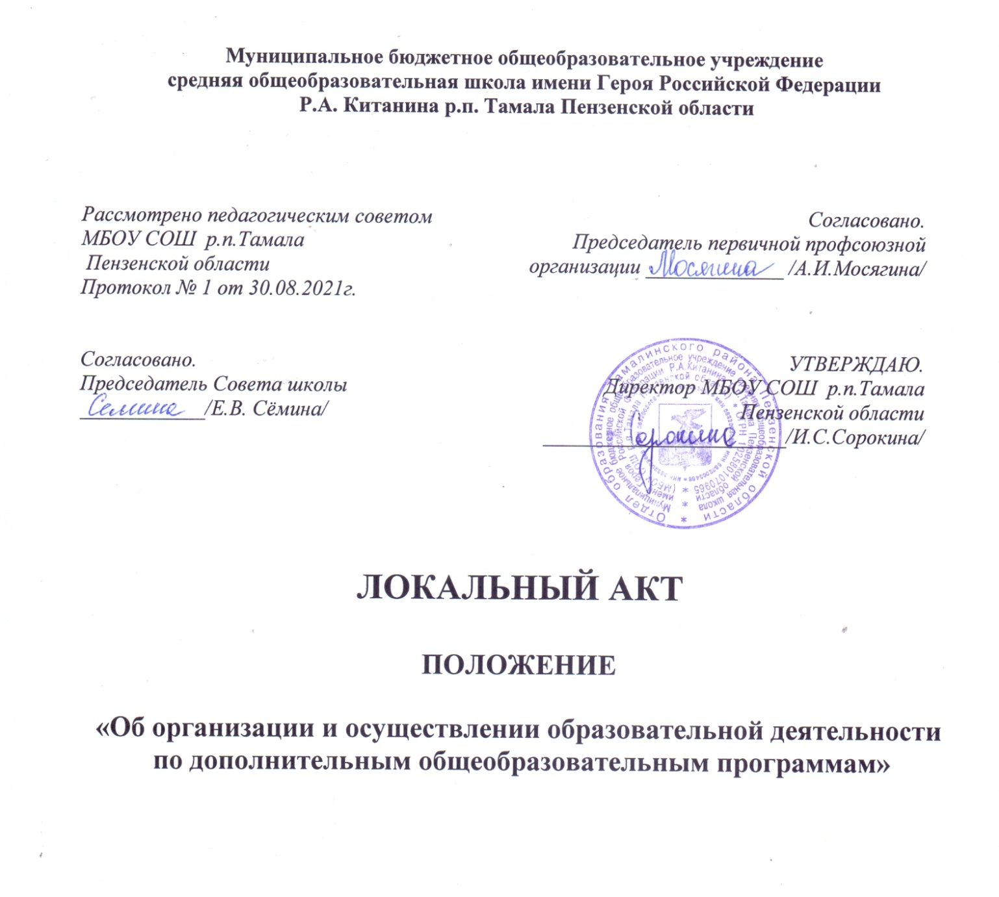 Муниципальное бюджетное общеобразовательное учреждение
средняя общеобразовательная школа имени Героя Российской Федерации
Р.А. Китанина р.п. Тамала Пензенской области
Рассмотрено педагогическим советом
МБОУ СОШ р.п.Тамала
Пензенской области
Протокол № 1 от 30.08.2021г.
Согласовано.
Председатель первичной профсоюзной
организации Мосягина /А.И.Мосягина/
Согласовано.
Председатель Совета школы
Семина /Е.В. Сёмина/
УТВЕРЖДАЮ.
Директор МБОУ СОШ р.п.Тамала
Пензенской области
Сорокина /И.С.Сорокина/
Отдел образования Тамалинского района Пензенской области
Муниципальное бюджетное общеобразовательное учреждение средняя общеобразовательная школа
имени Героя Российской Федерации Р.А.Китанина р.п. Тамала Пензенской области
ОГРН 1025801070965
ЛОКАЛЬНЫЙ АКТ
ПОЛОЖЕНИЕ
«Об организации и осуществлении образовательной деятельности
по дополнительным общеобразовательным программам»